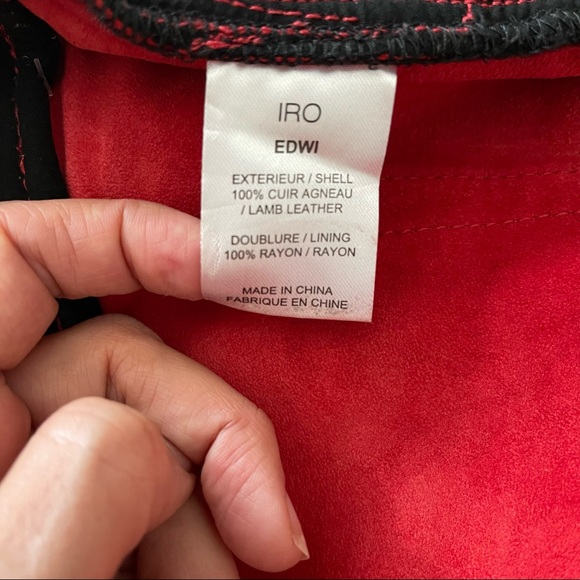 IRO
EDWI
EXTERIEUR / SHELL
100% CUIR AGNEAU
/ LAMB LEATHER
DOUBLURE / LINING
100% RAYON / RAYON
MADE IN CHINA
FABRIQUE EN CHINE